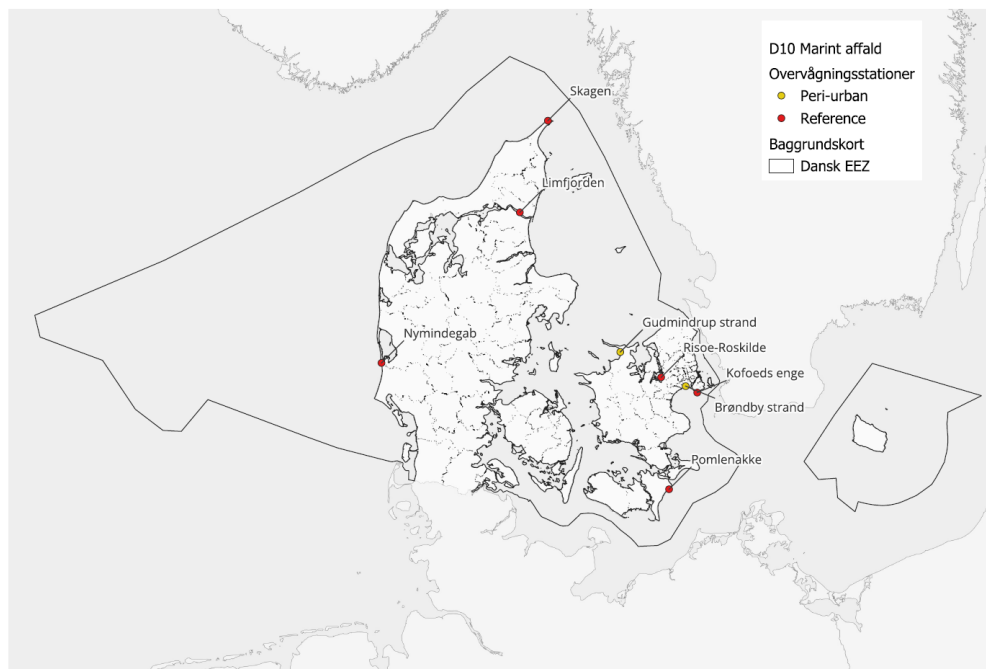 D10 Marint affald
Overvågningsstationer
Peri-urban
Reference
Baggrundskort
Dansk EEZ
Skagen
Limfjorden
Nymindegab
Gudmindrup strand
Risoe-Roskilde
Kofoeds enge
Brøndby strand
Pomlenakke